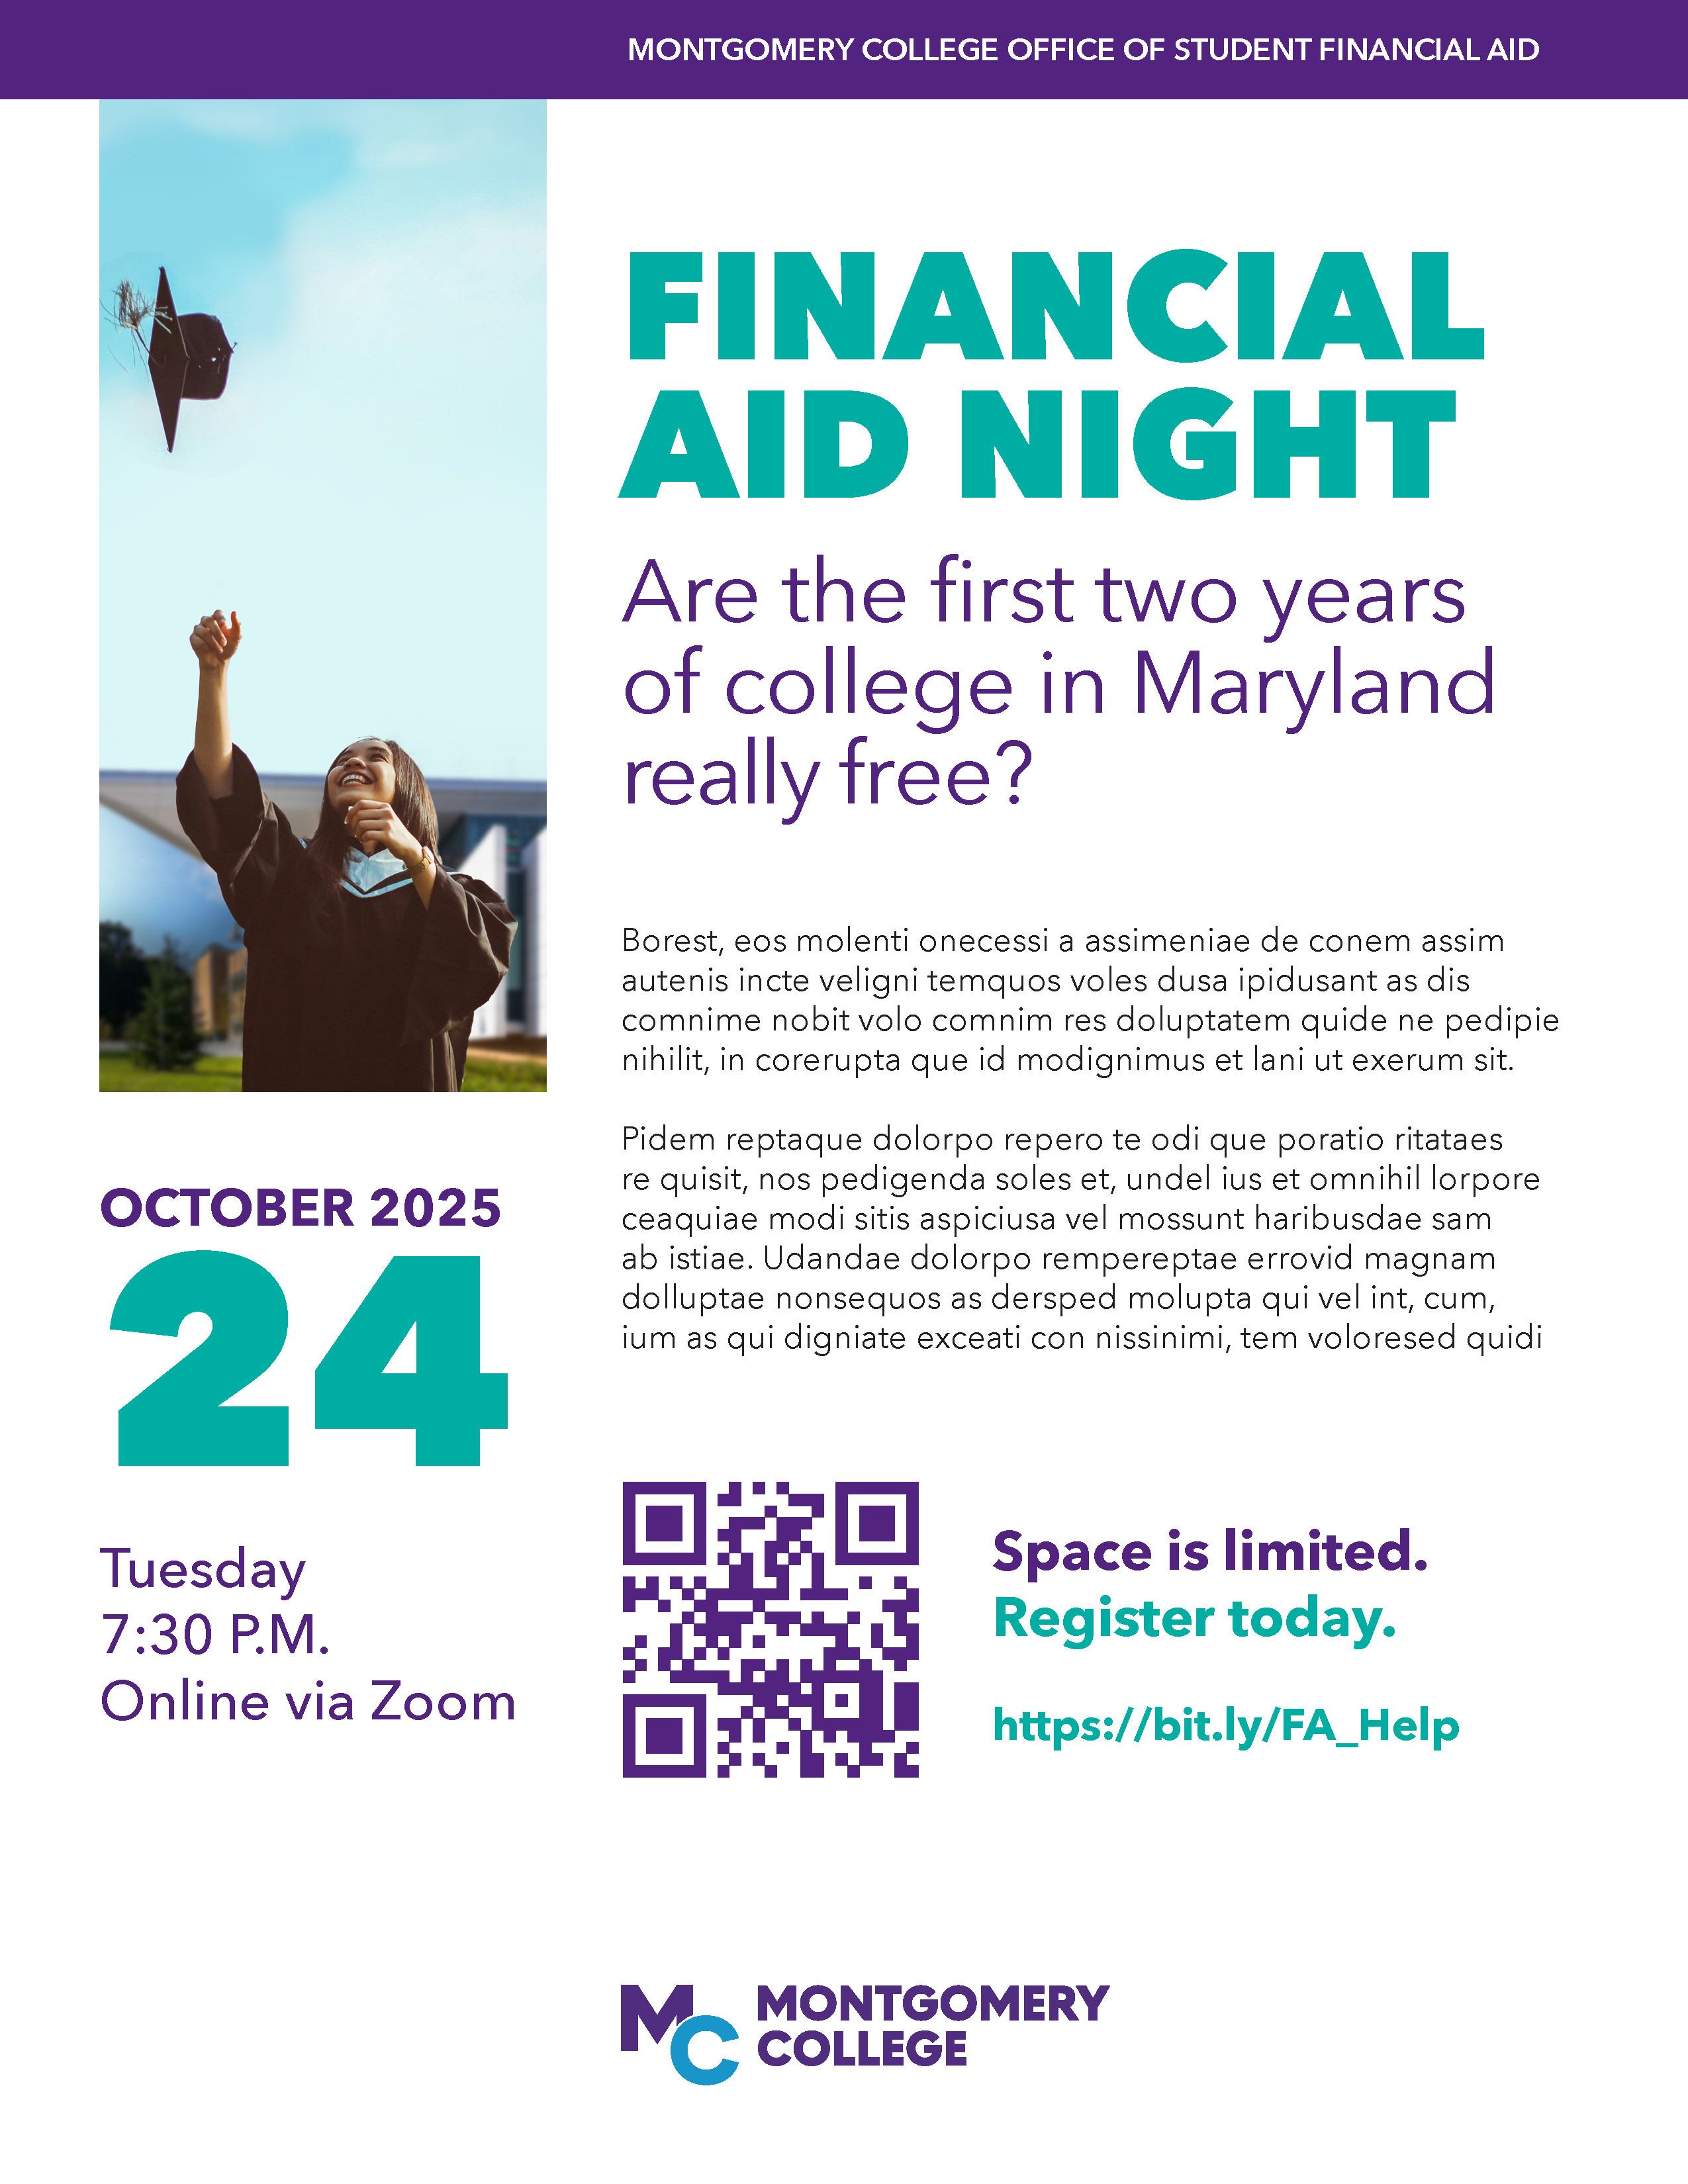 MONTGOMERY COLLEGE OFFICE OF STUDENT FINANCIAL AID
FINANCIAL
AID NIGHT
Are the first two years
of college in Maryland
really free?
Borest, eos molenti onecessi a assimeniae de conem assim
autenis incte veligni temquos voles dusa ipidusant as dis
comnime nobit volo comnim res doluptatem quide ne pedipie
nihilit, in corerupta que id modignimus et lani ut exerum sit.
Pidem reptaque dolorpo repero te odi que poratio ritataes
re quisit, nos pedigenda soles et, undel ius et omnihil lorpore
ceaquiae modi sitis aspiciusa vel mossunt haribusdae sam
ab istiae. Udandae dolorpo rempereptae errovid magnam
dolluptae nonsequos as dersped molupta qui vel int, cum,
ium as qui digniate exceati con nissinimi, tem voloresed quidi
OCTOBER 2025
24
Tuesday
7:30 P.M.
Online via Zoom
Space is limited.
Register today.
https://bit.ly/FA_Help
MC MONTGOMERY
COLLEGE